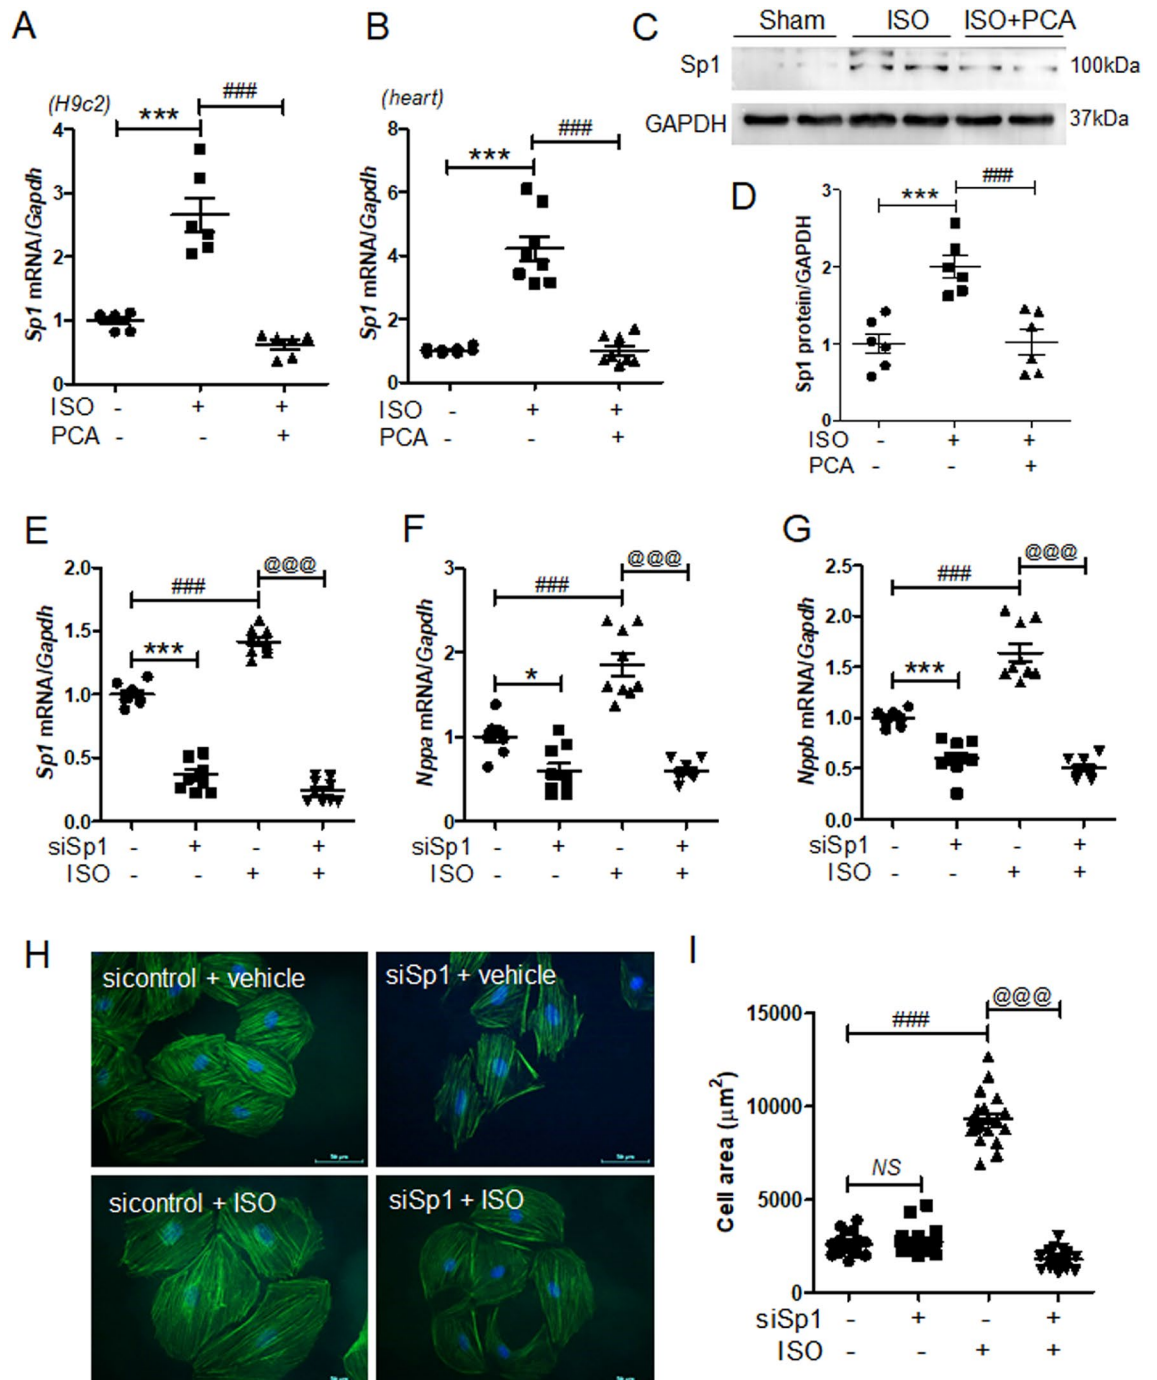 A
(H9c2)
***
###
Sp1 mRNA/Gapdh
4
3
2
1
0
ISO - + +
PCA - - +
B
(heart)
***
###
Sp1 mRNA/Gapdh
8
6
4
2
0
ISO - + +
PCA - - +
C
Sham ISO ISO+PCA
Sp1 100kDa
GAPDH 37kDa
D
***
###
Sp1 protein/GAPDH
3
2
1
0
ISO - + +
PCA - - +
E
@@@
###
***
Sp1 mRNA/Gapdh
2.0
1.5
1.0
0.5
0.0
siSp1 - + - +
ISO - - + +
F
@@@
###
*
Nppa mRNA/Gapdh
3
2
1
0
siSp1 - + - +
ISO - - + +
G
@@@
###
***
Nppb mRNA/Gapdh
2.5
2.0
1.5
1.0
0.5
0.0
siSp1 - + - +
ISO - - + +
H
sicontrol + vehicle
siSp1 + vehicle
sicontrol + ISO
siSp1 + ISO
I
@@@
###
NS
Cell area (μm²)
15000
10000
5000
0
siSp1 - + - +
ISO - - + +